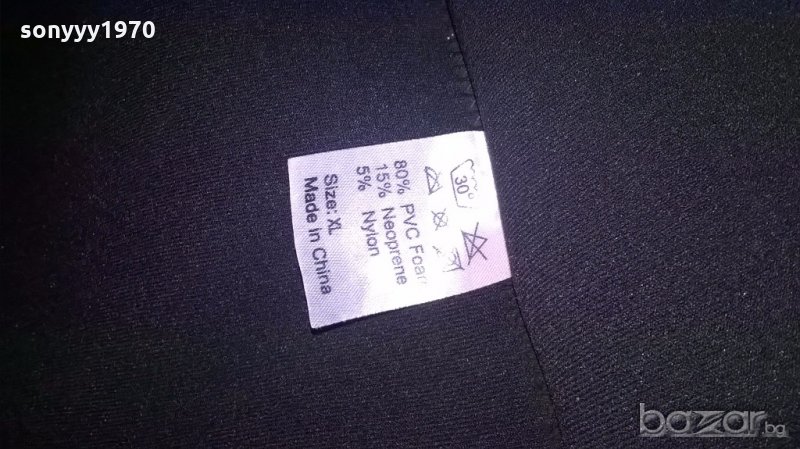 sonyyy1970
30°
80% PVC Foam
15% Neoprene
5% Nylon
Size: XL
Made in China
bazar.bg